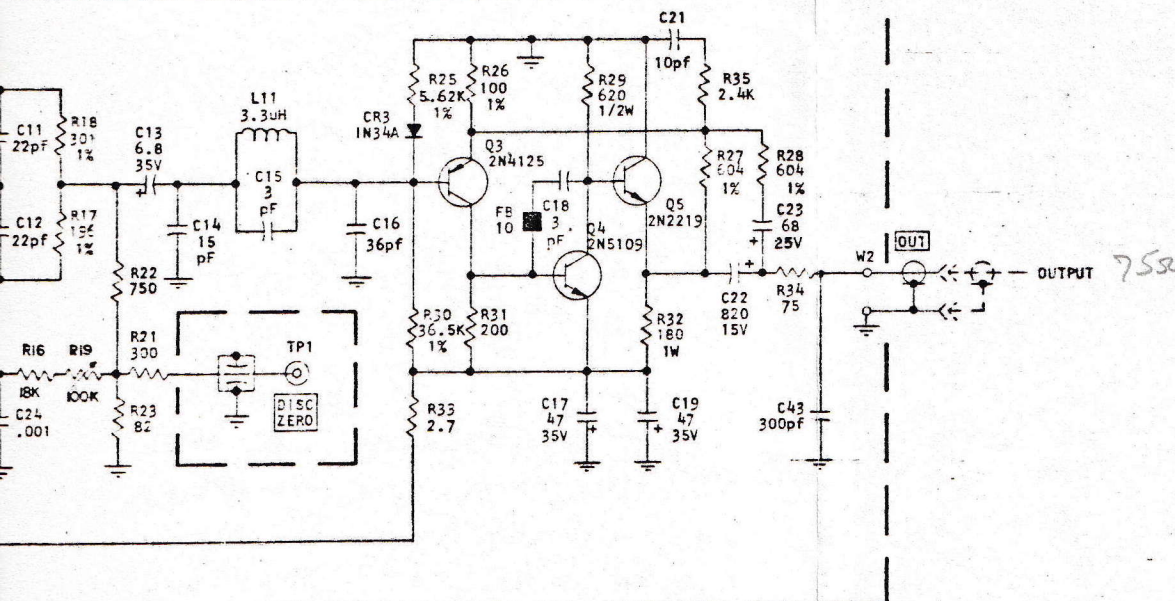 C21
10pf
R25
5.62K
1%
R26
100
1%
R29
620
1/2W
R35
2.4K
L11
3.3uH
CR3
1N34A
C11
22pf
R18
1%
C13
6.8
35V
Q3
2N4125
C15
3
pF
R27
604
1%
R28
604
1%
C12
22pf
R17
196
1%
C14
15
pF
C16
36pf
FB
10
C18
3
pF
Q4
2N5109
Q5
2N2219
C23
68
25V
OUT
W2
OUTPUT
75Ω
R22
750
C22
820
15V
R34
75
R30
36.5K
1%
R31
200
R32
180
1W
R16
18K
R19
100K
R21
300
TP1
DISC
ZERO
C24
.001
R23
82
R33
2.7
C17
47
35V
C19
47
35V
C43
300pf